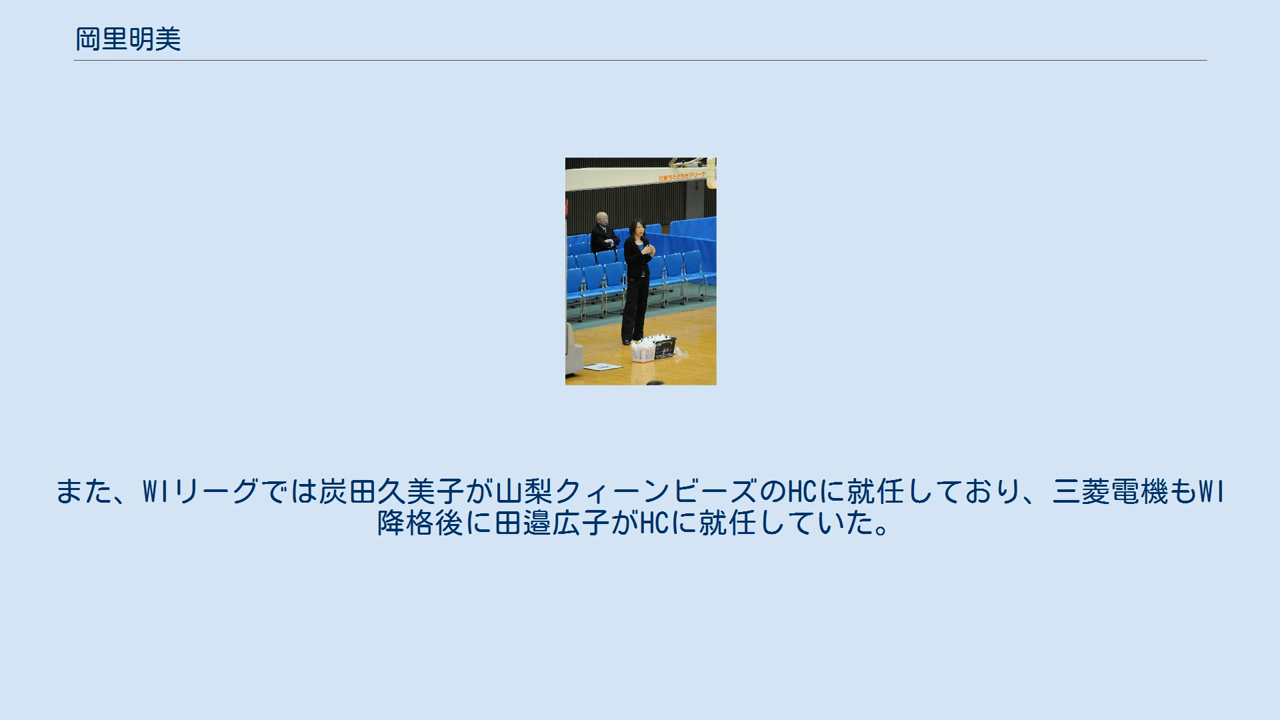 岡里明美
また、WIリーグでは炭田久美子が山梨クィーンビーズのHCに就任しており、三菱電機もWI
降格後に田邉広子がHCに就任していた。